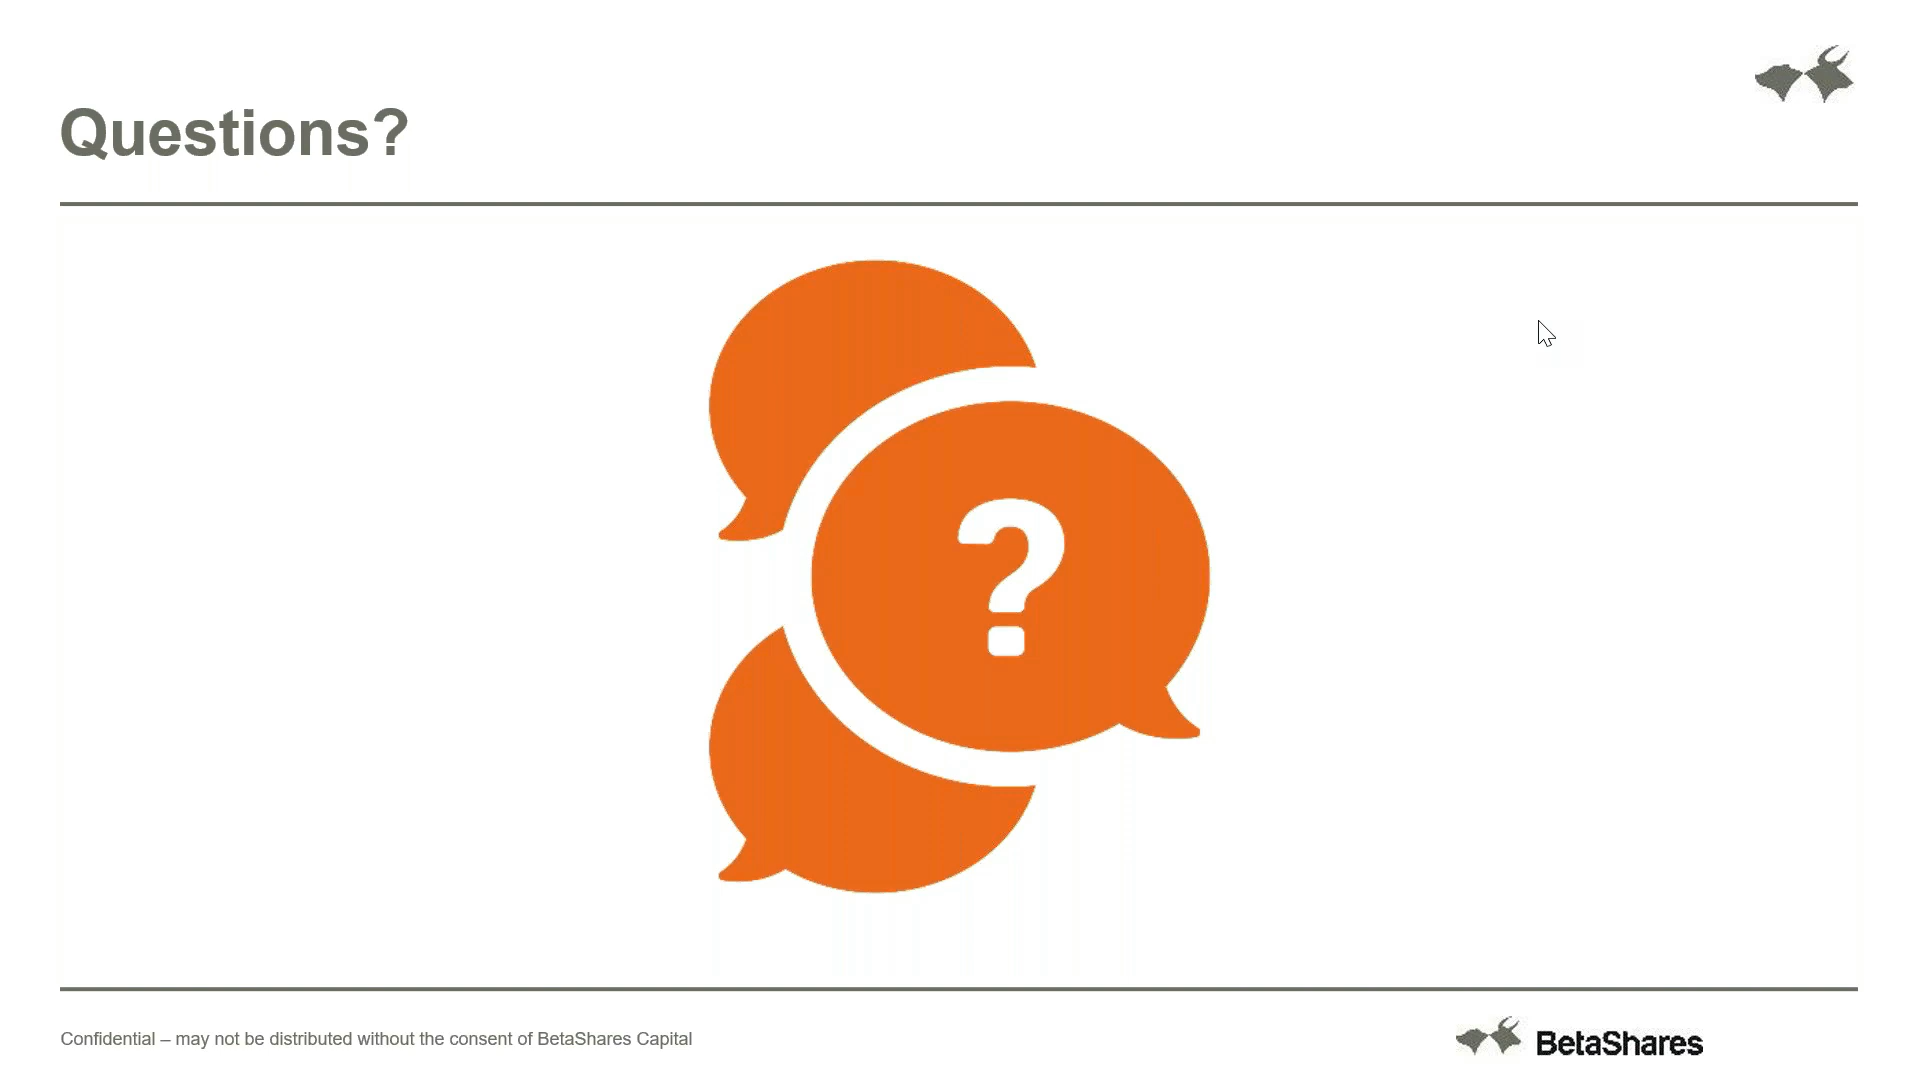 Questions?
?
Confidential – may not be distributed without the consent of BetaShares Capital
BetaShares